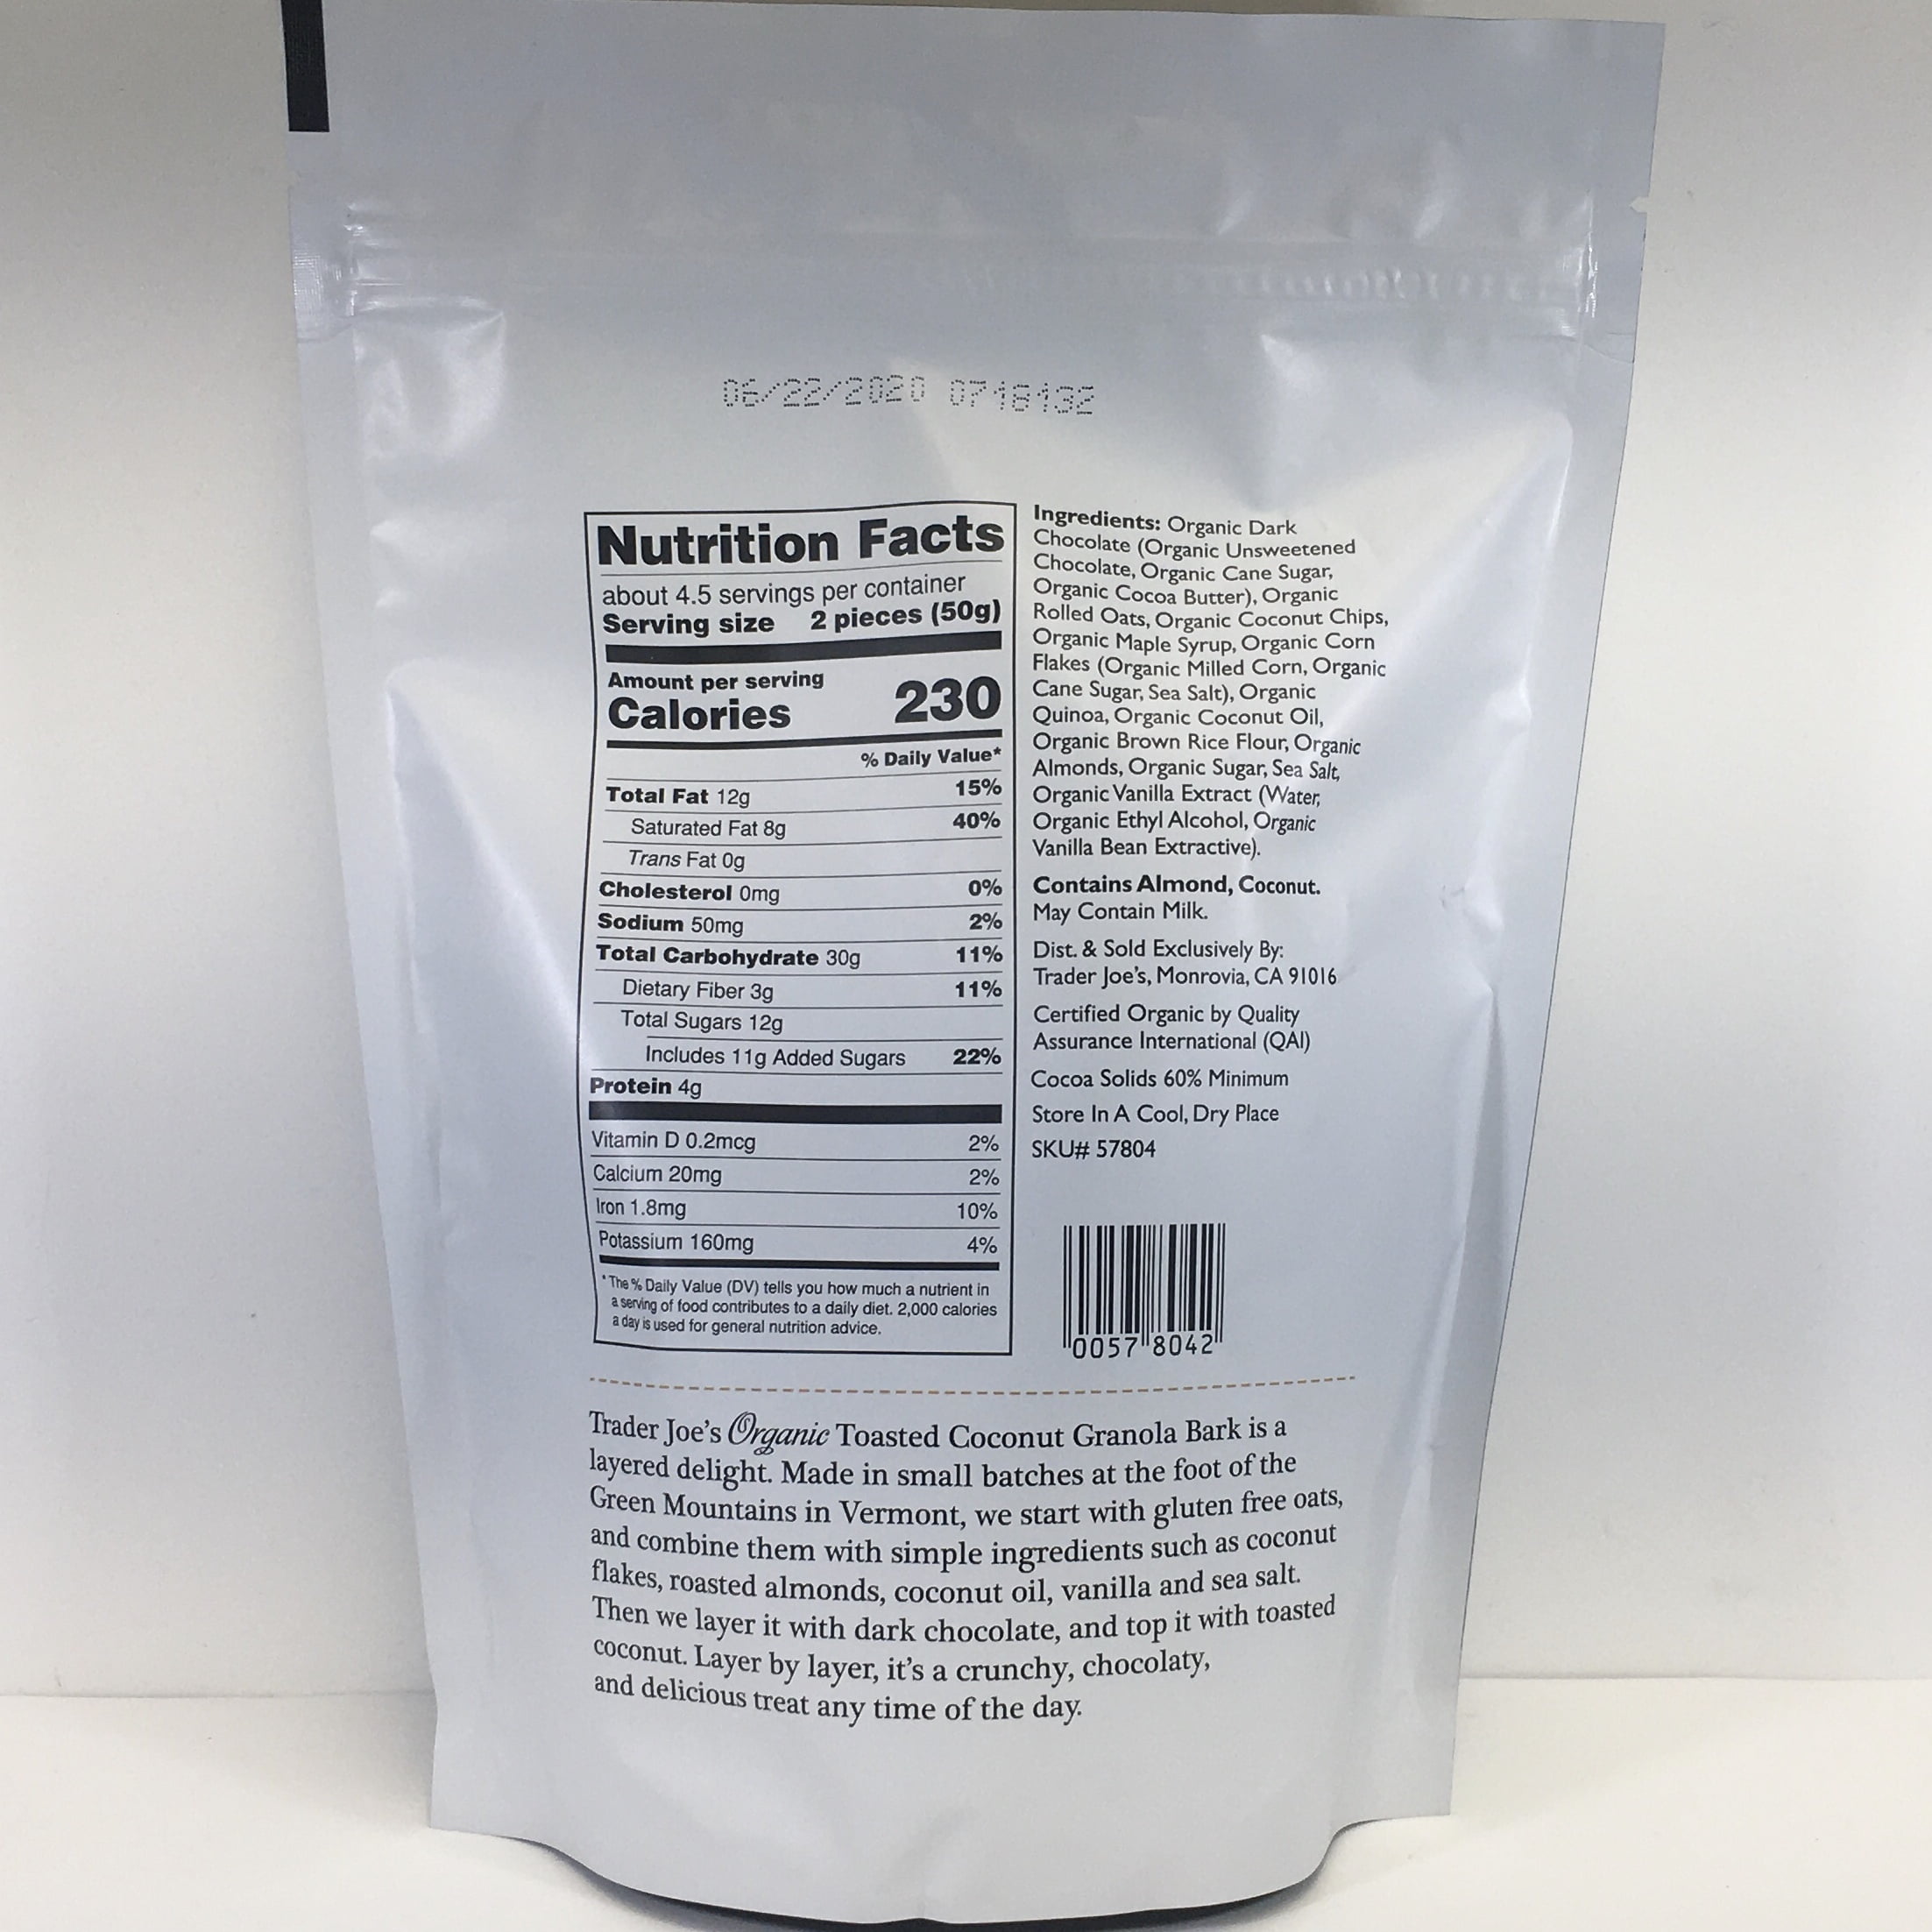 06/22/2020 0718132
Nutrition Facts
about 4.5 servings per container
Serving size 2 pieces (50g)
Amount per serving
Calories 230
% Daily Value*
Total Fat 12g 15%
Saturated Fat 8g 40%
Trans Fat 0g
Cholesterol 0mg 0%
Sodium 50mg 2%
Total Carbohydrate 30g 11%
Dietary Fiber 3g 11%
Total Sugars 12g
Includes 11g Added Sugars 22%
Protein 4g
Vitamin D 0.2mcg 2%
Calcium 20mg 2%
Iron 1.8mg 10%
Potassium 160mg 4%
*The % Daily Value (DV) tells you how much a nutrient in
a serving of food contributes to a daily diet. 2,000 calories
a day is used for general nutrition advice.
Ingredients: Organic Dark
Chocolate (Organic Unsweetened
Chocolate, Organic Cane Sugar,
Organic Cocoa Butter), Organic
Rolled Oats, Organic Coconut Chips,
Organic Maple Syrup, Organic Corn
Flakes (Organic Milled Corn, Organic
Cane Sugar, Sea Salt), Organic
Quinoa, Organic Coconut Oil,
Organic Brown Rice Flour, Organic
Almonds, Organic Sugar, Sea Salt,
Organic Vanilla Extract (Water,
Organic Ethyl Alcohol, Organic
Vanilla Bean Extractive).
Contains Almond, Coconut.
May Contain Milk.
Dist. & Sold Exclusively By:
Trader Joe's, Monrovia, CA 91016
Certified Organic by Quality
Assurance International (QAI)
Cocoa Solids 60% Minimum
Store In A Cool, Dry Place
SKU# 57804
0057 8042
Trader Joe's Organic Toasted Coconut Granola Bark is a
layered delight. Made in small batches at the foot of the
Green Mountains in Vermont, we start with gluten free oats,
and combine them with simple ingredients such as coconut
flakes, roasted almonds, coconut oil, vanilla and sea salt.
Then we layer it with dark chocolate, and top it with toasted
coconut. Layer by layer, it's a crunchy, chocolaty,
and delicious treat any time of the day.